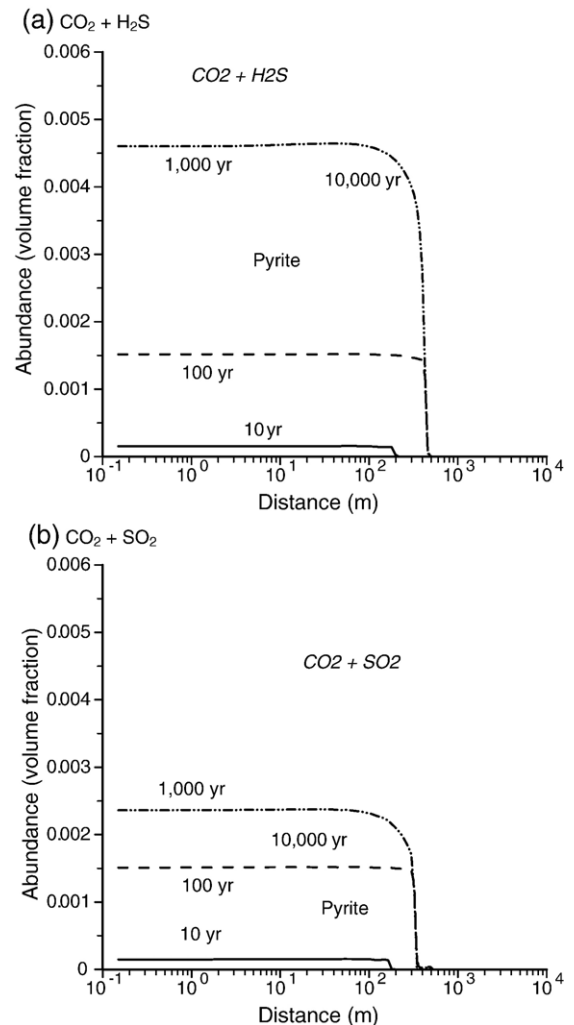 (a) CO₂ + H₂S
CO2 + H2S
0.006
0.005
0.004
0.003
0.002
0.001
0
Abundance (volume fraction)
1,000 yr
10,000 yr
Pyrite
100 yr
10 yr
10⁻¹ 10⁰ 10¹ 10² 10³ 10⁴
Distance (m)
(b) CO₂ + SO₂
CO2 + SO2
0.006
0.005
0.004
0.003
0.002
0.001
0
Abundance (volume fraction)
1,000 yr
10,000 yr
100 yr
Pyrite
10 yr
10⁻¹ 10⁰ 10¹ 10² 10³ 10⁴
Distance (m)